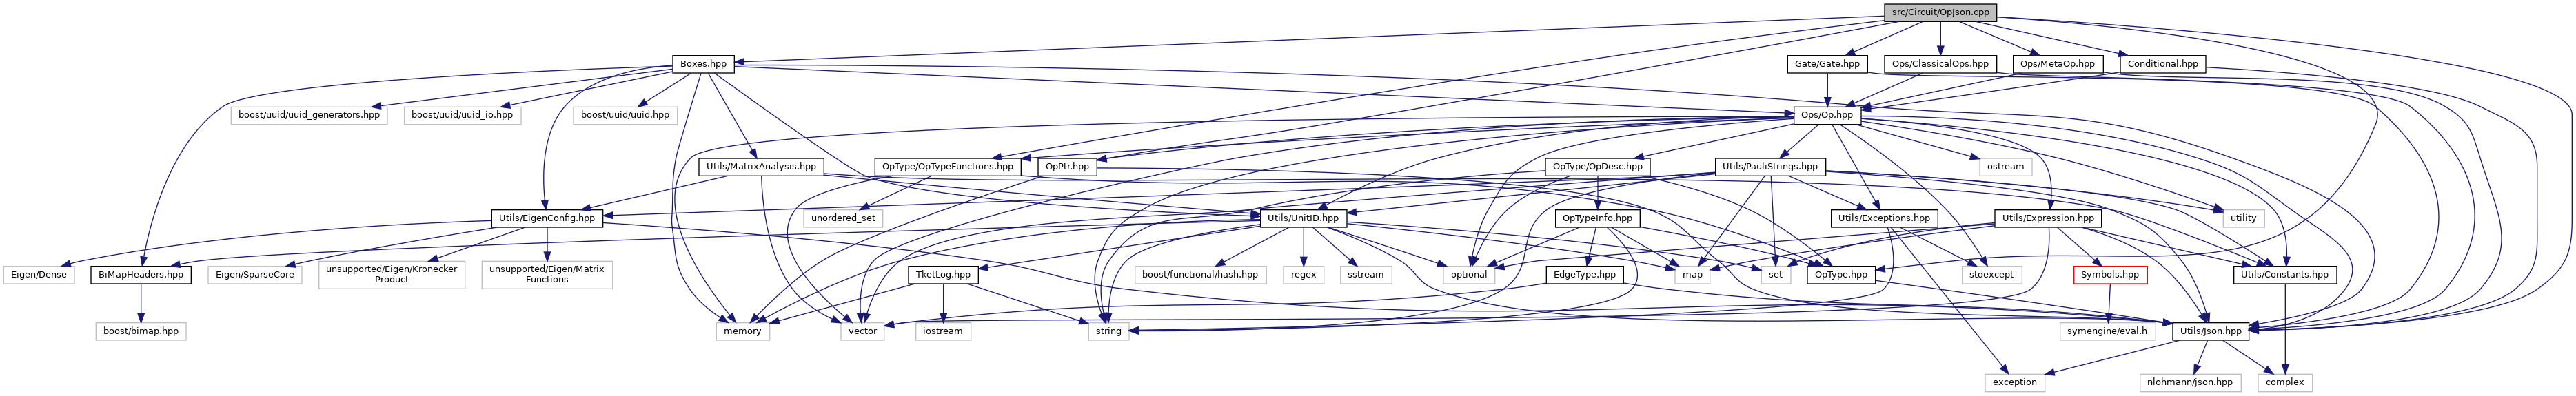 src/Circuit/OpJson.cpp
Boxes.hpp
Gate/Gate.hpp
Ops/ClassicalOps.hpp
Ops/MetaOp.hpp
Conditional.hpp
boost/uuid/uuid_generators.hpp
boost/uuid/uuid_io.hpp
boost/uuid/uuid.hpp
Ops/Op.hpp
Utils/MatrixAnalysis.hpp
OpType/OpTypeFunctions.hpp
OpPtr.hpp
OpType/OpDesc.hpp
Utils/PauliStrings.hpp
ostream
Utils/EigenConfig.hpp
unordered_set
Utils/UnitID.hpp
OpTypeInfo.hpp
Utils/Exceptions.hpp
Utils/Expression.hpp
utility
Eigen/Dense
BiMapHeaders.hpp
Eigen/SparseCore
unsupported/Eigen/Kronecker
Product
unsupported/Eigen/Matrix
Functions
TketLog.hpp
boost/functional/hash.hpp
regex
sstream
optional
EdgeType.hpp
map
set
OpType.hpp
stdexcept
Symbols.hpp
Utils/Constants.hpp
boost/bimap.hpp
memory
vector
iostream
string
symengine/eval.h
Utils/Json.hpp
exception
nlohmann/json.hpp
complex